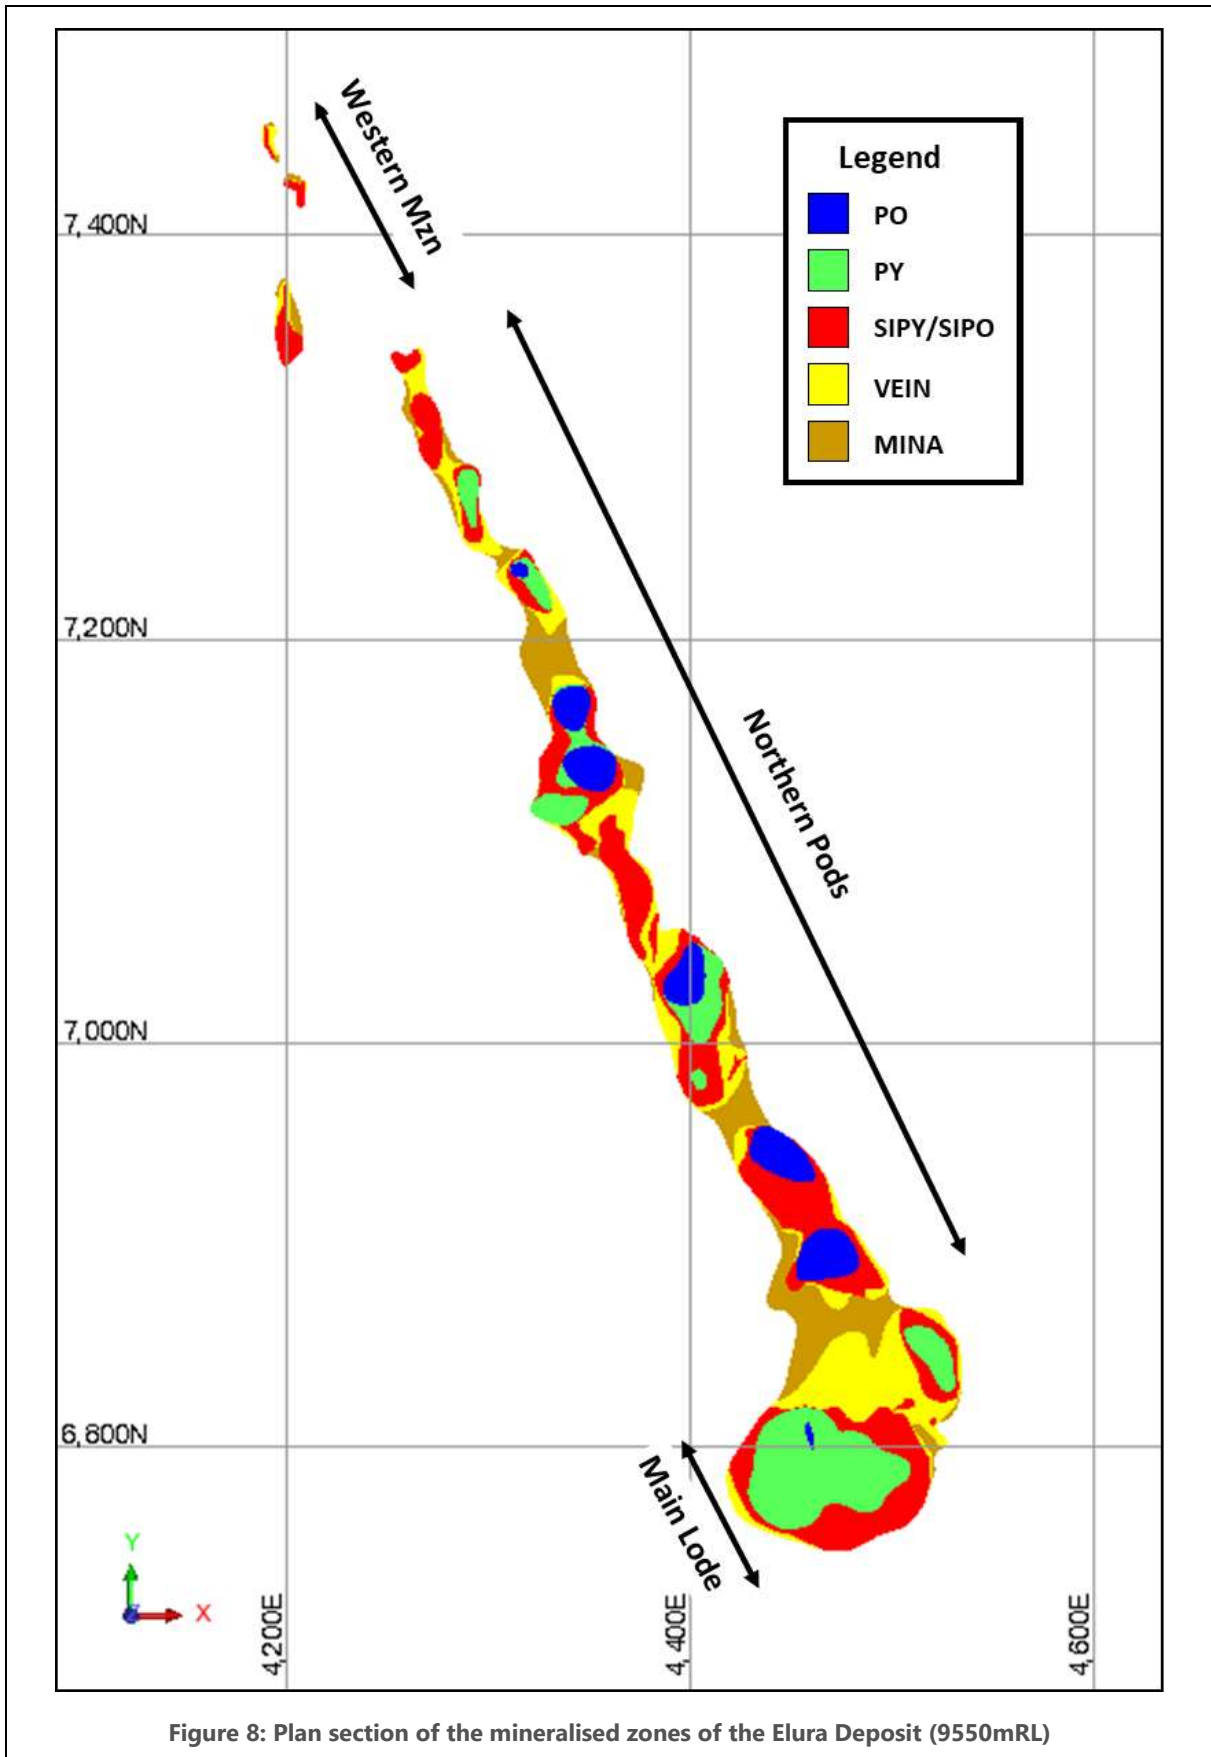 Western Mzn
Legend
PO
PY
SIPY/SIPO
VEIN
MINA
7,400N
7,200N
Northern Pods
7,000N
6,800N
Main Lode
Y
X
Z
4,200E
4,400E
4,600E
Figure 8: Plan section of the mineralised zones of the Elura Deposit (9550mRL)